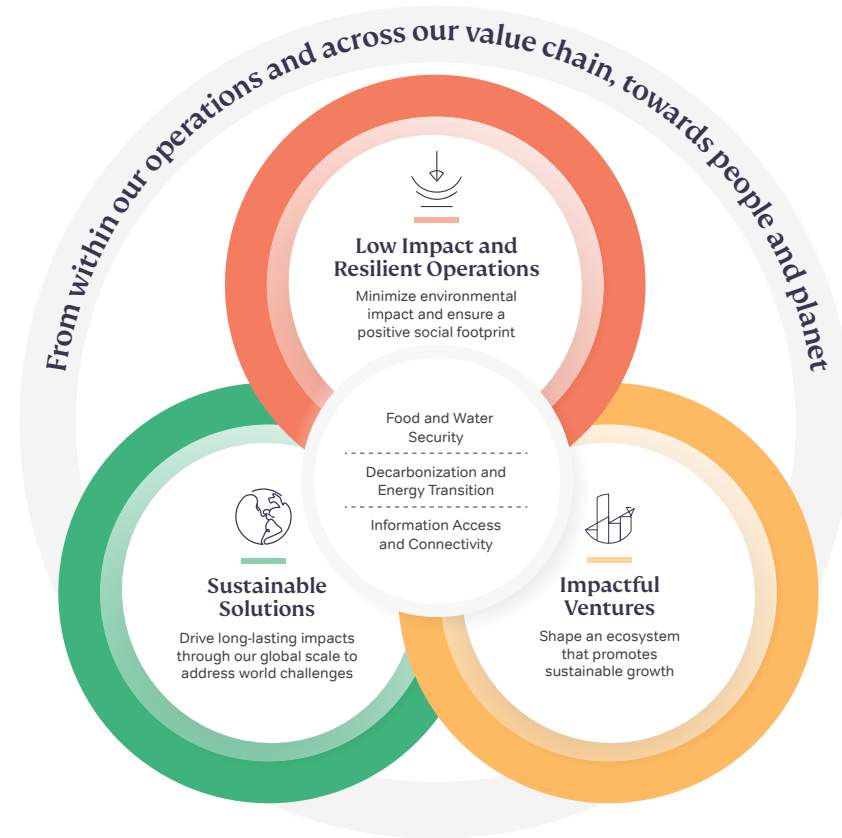 From within our operations and across our value chain, towards people and planet
Low Impact and
Resilient Operations
Minimize environmental
impact and ensure a
positive social footprint
Food and Water
Security
Decarbonization and
Energy Transition
Information Access
and Connectivity
Sustainable
Solutions
Drive long-lasting impacts
through our global scale to
address world challenges
Impactful
Ventures
Shape an ecosystem
that promotes
sustainable growth